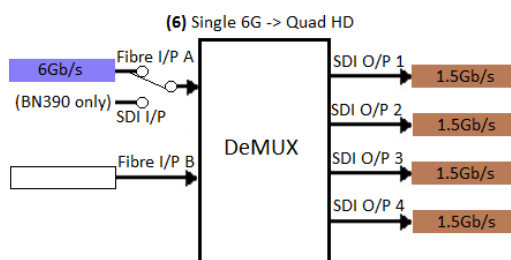 (6) Single 6G -> Quad HD
Fibre I/P A
6Gb/s
(BN390 only)
SDI I/P
Fibre I/P B
DeMUX
SDI O/P 1
1.5Gb/s
SDI O/P 2
1.5Gb/s
SDI O/P 3
1.5Gb/s
SDI O/P 4
1.5Gb/s